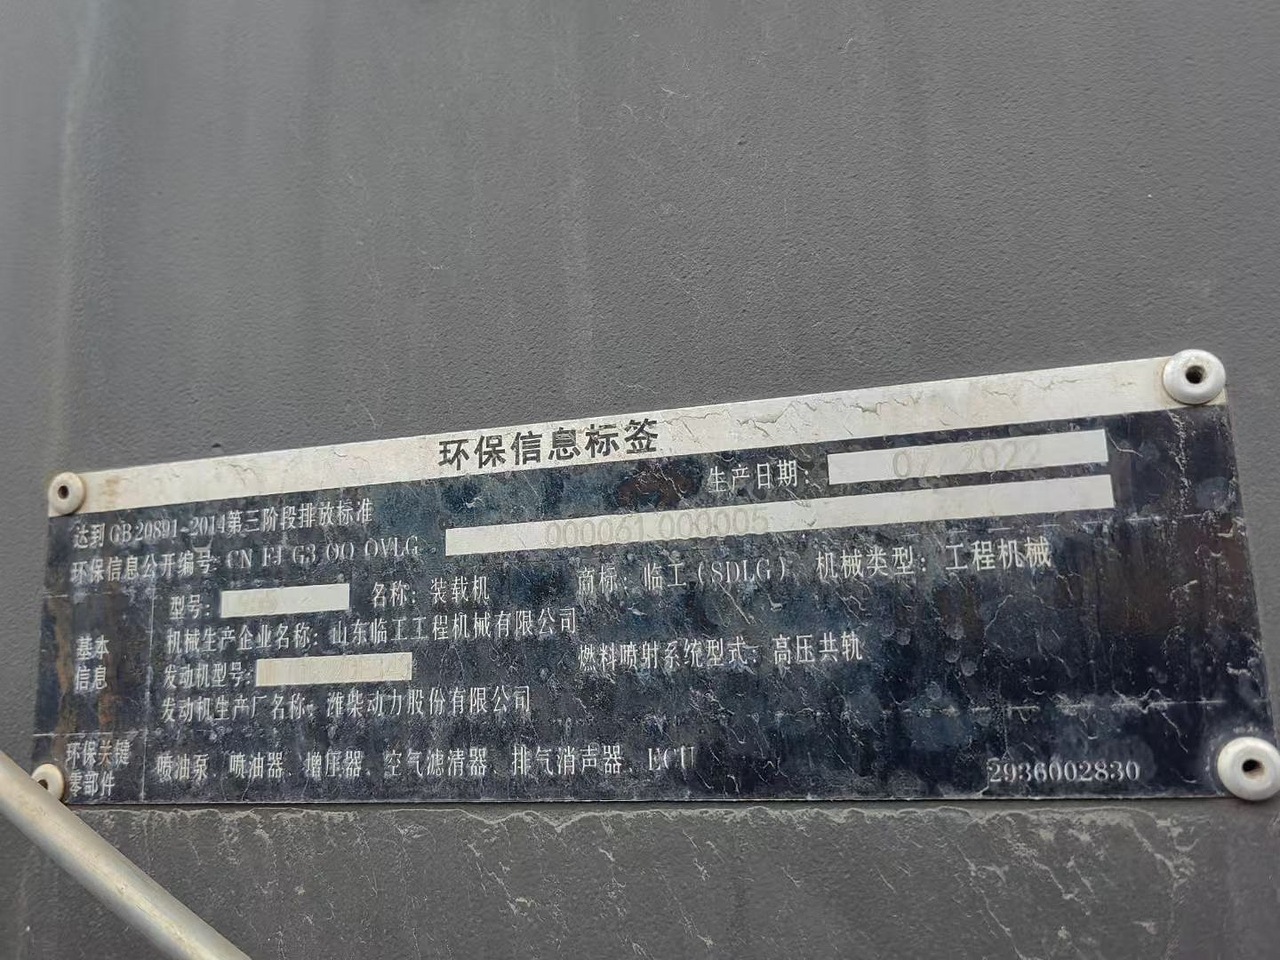 环保信息标签
生产日期: 07 2022
达到GB20891-2014第三阶段排放标准
环保信息公开编号: CN FJ G3 00 0VLG 000061 000005
型号: 名称: 装载机 商标: 临工(SDLG) 机械类型: 工程机械
基本信息
机械生产企业名称: 山东临工工程机械有限公司
发动机型号: 燃料喷射系统型式: 高压共轨
发动机生产厂名称: 潍柴动力股份有限公司
环保关键零部件
喷油泵、喷油器、增压器、空气滤清器、排气消声器、ECU
2936002830